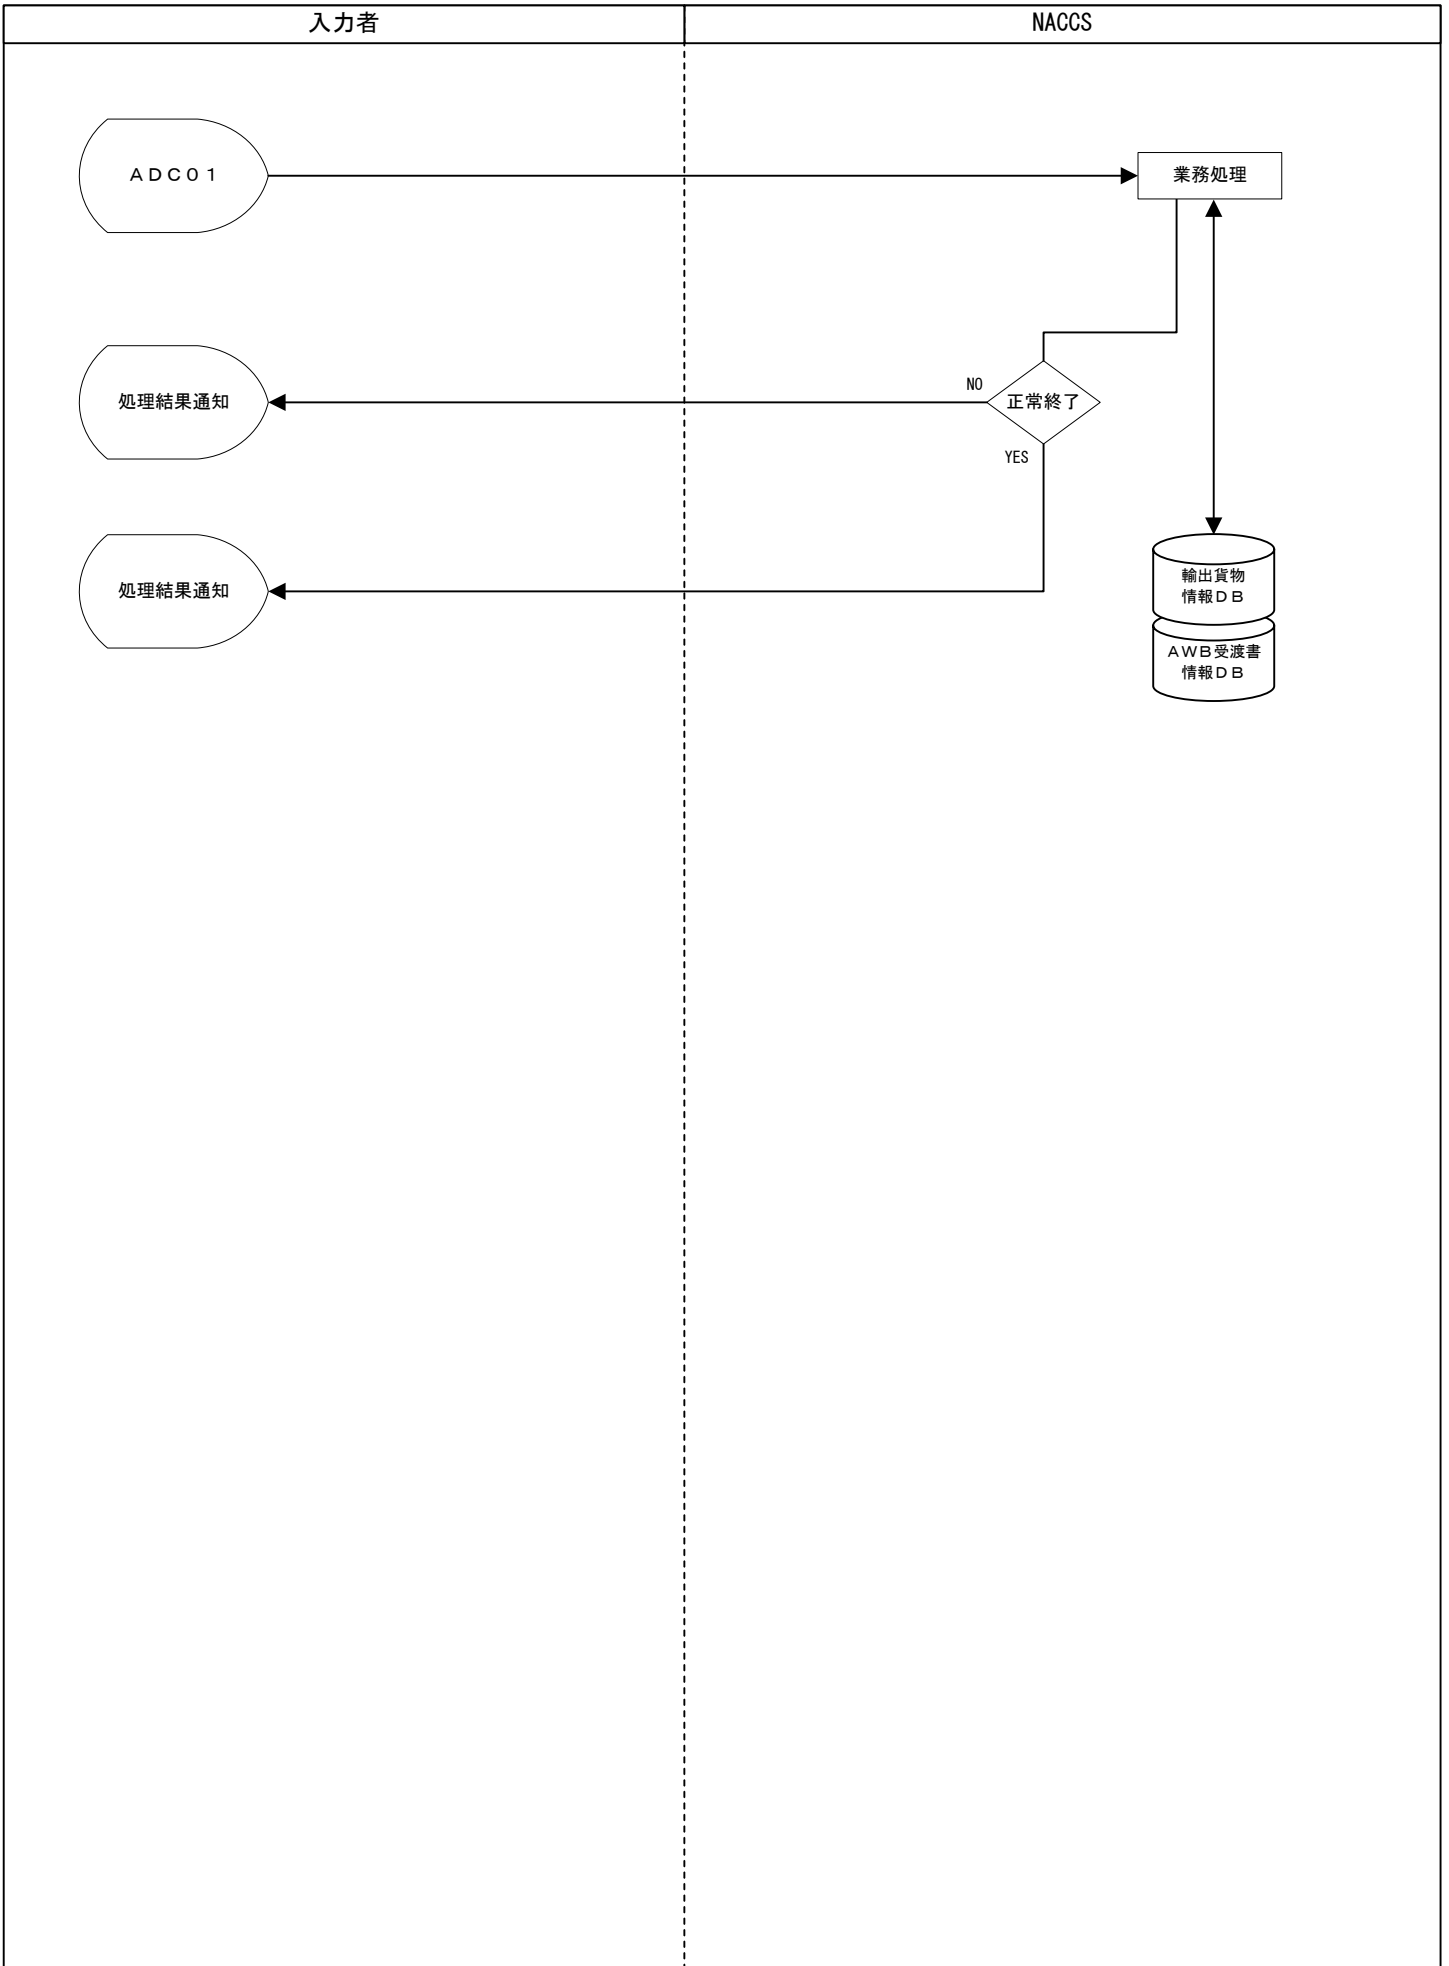 入力者
NACCS
ＡＤＣ０１
業務処理
処理結果通知
NO
正常終了
YES
処理結果通知
輸出貨物
情報ＤＢ
ＡＷＢ受渡書
情報ＤＢ